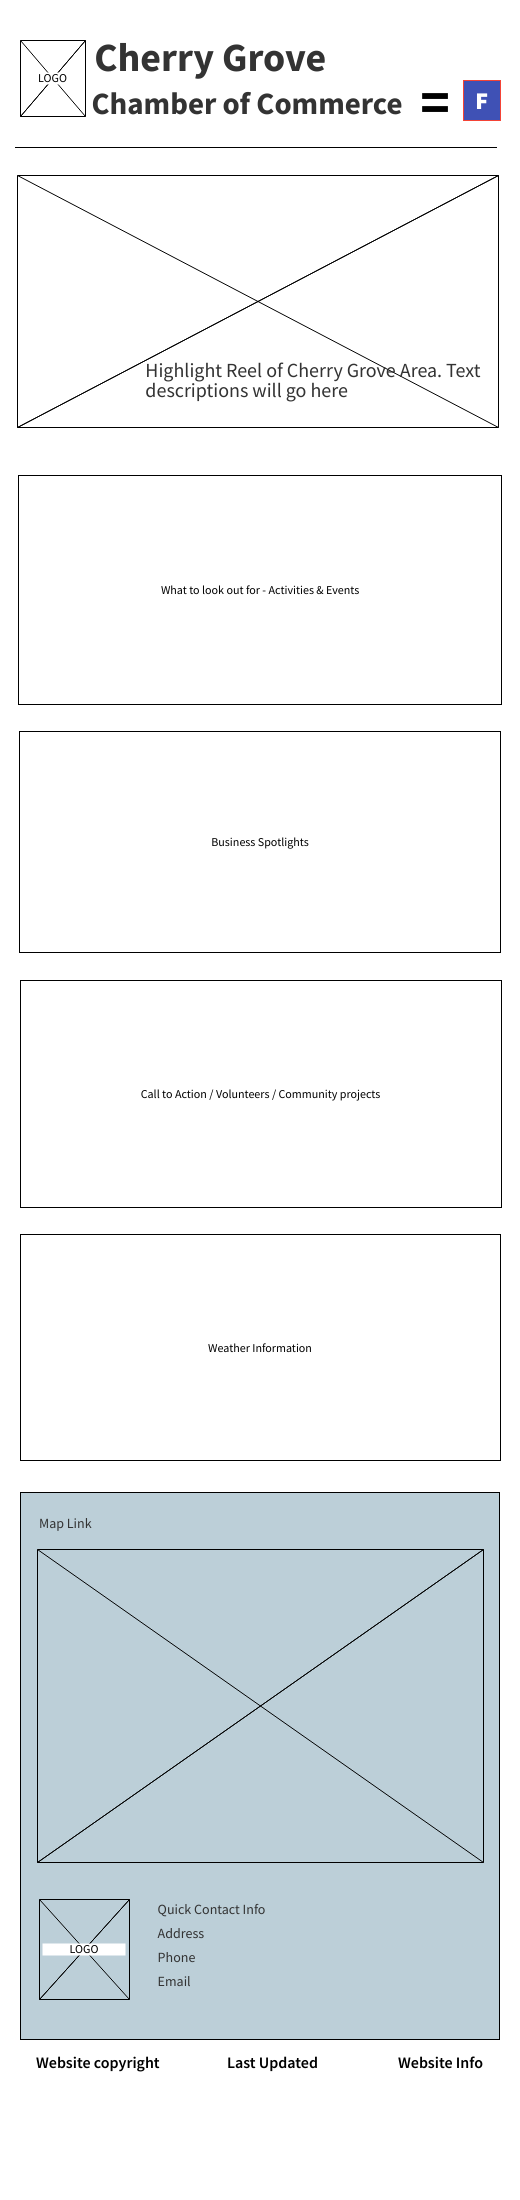 LOGO
Cherry Grove
Chamber of Commerce
F
Highlight Reel of Cherry Grove Area. Text
descriptions will go here
What to look out for - Activities & Events
Business Spotlights
Call to Action / Volunteers / Community projects
Weather Information
Map Link
LOGO
Quick Contact Info
Address
Phone
Email
Website copyright Last Updated Website Info